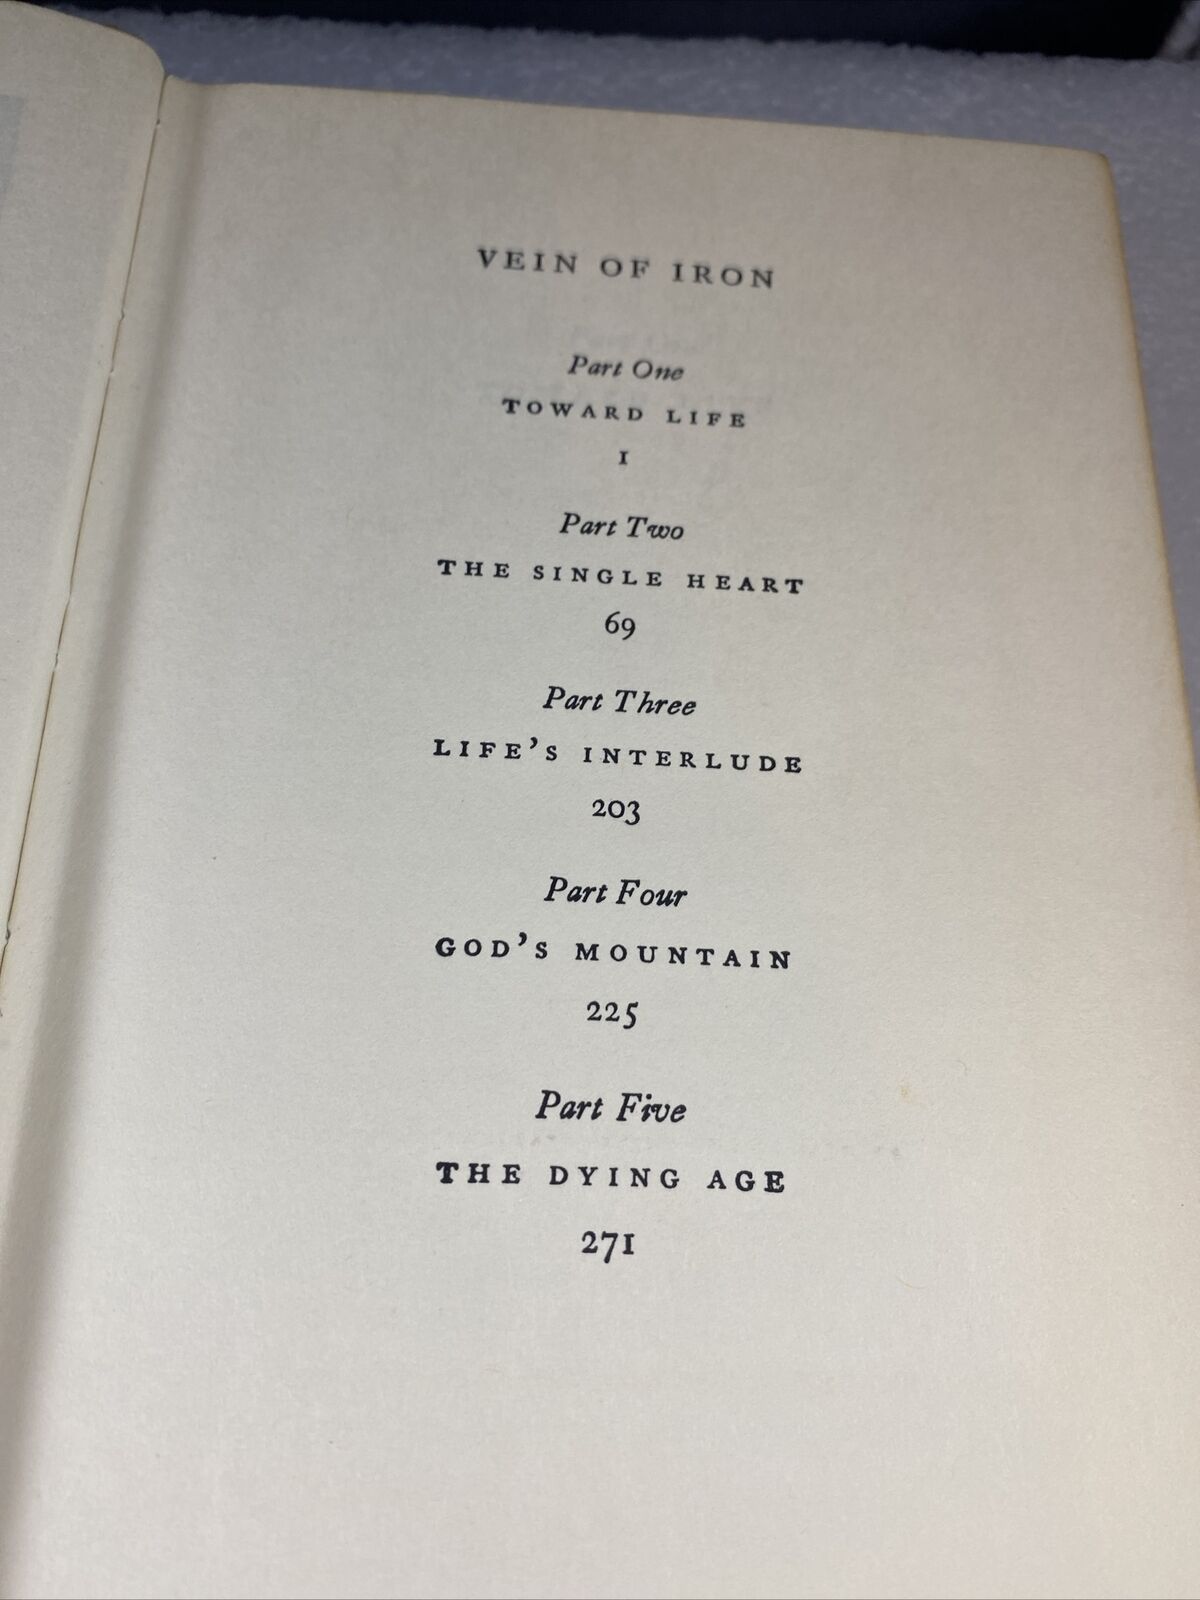 VEIN OF IRON
Part One
TOWARD LIFE
1
Part Two
THE SINGLE HEART
69
Part Three
LIFE'S INTERLUDE
203
Part Four
GOD'S MOUNTAIN
225
Part Five
THE DYING AGE
271